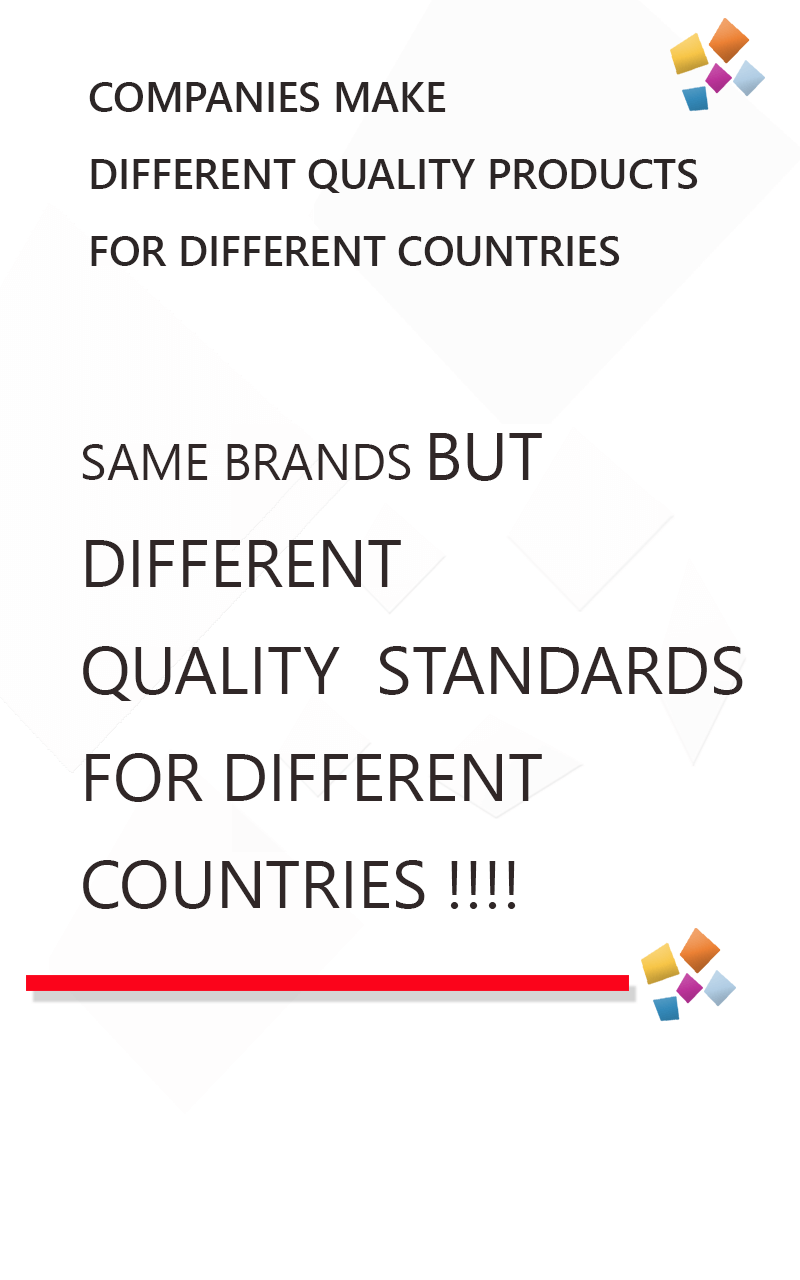 COMPANIES MAKE
DIFFERENT QUALITY PRODUCTS
FOR DIFFERENT COUNTRIES
SAME BRANDS BUT
DIFFERENT
QUALITY  STANDARDS
FOR DIFFERENT
COUNTRIES !!!!